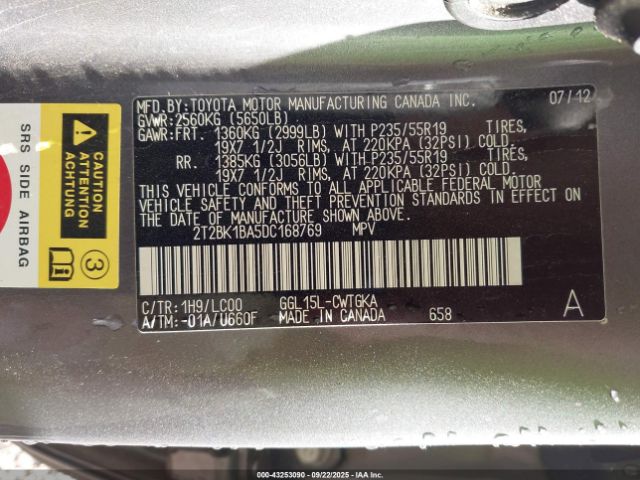 MFD.BY:TOYOTA MOTOR MANUFACTURING CANADA INC. 07/12
GVWR:2560KG (5650LB)
GAWR:FRT. 1360KG (2999LB) WITH P235/55R19 TIRES,
19X7 1/2J RIMS, AT 220KPA (32PSI) COLD.
RR. 1385KG (3056LB) WITH P235/55R19 TIRES,
19X7 1/2J RIMS, AT 220KPA (32PSI) COLD.
THIS VEHICLE CONFORMS TO ALL APPLICABLE FEDERAL MOTOR
VEHICLE SAFETY AND THEFT PREVENTION STANDARDS IN EFFECT ON
THE DATE OF MANUFACTURE SHOWN ABOVE.
2T2BK1BA5DC168769 MPV
C/TR:1H9/LC00 GGL15L-CWTGKA
A/TM:-01A/U660F MADE IN CANADA 658 A
SRS SIDE AIRBAG
CAUTION
ATTENTION
ACHTUNG
3
000-43253090 - 09/22/2025 - IAAI.COM